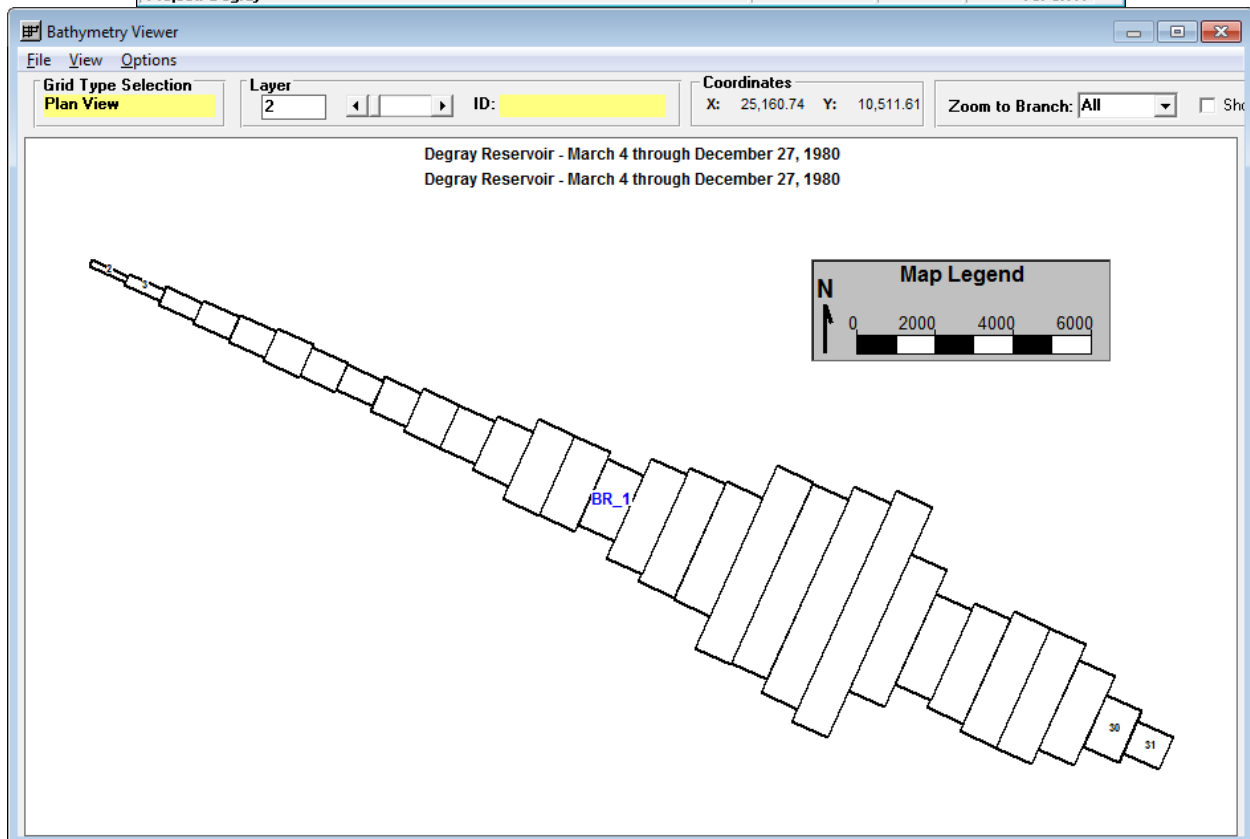 Bathymetry Viewer
File View Options
Grid Type Selection
Plan View
Layer
2
ID:
Coordinates
X: 25,160.74 Y: 10,511.61
Zoom to Branch: All
Degray Reservoir - March 4 through December 27, 1980
Degray Reservoir - March 4 through December 27, 1980
Map Legend
N
0 2000 4000 6000
2
3
BR_1
30
31